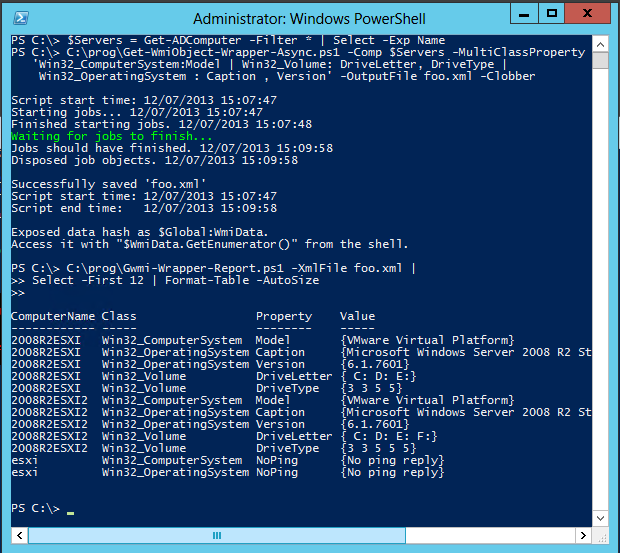 Administrator: Windows PowerShell
PS C:\> $Servers = Get-ADComputer -Filter * | Select -Exp Name
PS C:\> C:\prog\Get-WmiObject-Wrapper-Async.ps1 -Comp $Servers -MultiClassProperty
'Win32_ComputerSystem:Model | Win32_Volume: DriveLetter, DriveType |
Win32_OperatingSystem : Caption , Version' -OutputFile foo.xml -Clobber
Script start time: 12/07/2013 15:07:47
Starting jobs... 12/07/2013 15:07:47
Finished starting jobs. 12/07/2013 15:07:48
Waiting for jobs to finish...
Jobs should have finished. 12/07/2013 15:09:58
Disposed job objects. 12/07/2013 15:09:58
Successfully saved 'foo.xml'
Script start time: 12/07/2013 15:07:47
Script end time:   12/07/2013 15:09:58
Exposed data hash as $Global:WmiData.
Access it with "$WmiData.GetEnumerator()" from the shell.
PS C:\> C:\prog\Gwmi-Wrapper-Report.ps1 -XmlFile foo.xml |
>> Select -First 12 | Format-Table -AutoSize
>>
ComputerName Class                 Property    Value
------------ -----                 --------    -----
2008R2ESXI   Win32_ComputerSystem  Model       {VMware Virtual Platform}
2008R2ESXI   Win32_OperatingSystem Caption     {Microsoft Windows Server 2008 R2 St
2008R2ESXI   Win32_OperatingSystem Version     {6.1.7601}
2008R2ESXI   Win32_Volume          DriveLetter { C: D: E:}
2008R2ESXI   Win32_Volume          DriveType   {3 3 5 5}
2008R2ESXI2  Win32_ComputerSystem  Model       {VMware Virtual Platform}
2008R2ESXI2  Win32_OperatingSystem Caption     {Microsoft Windows Server 2008 R2 St
2008R2ESXI2  Win32_OperatingSystem Version     {6.1.7601}
2008R2ESXI2  Win32_Volume          DriveLetter { C: D: E: F:}
2008R2ESXI2  Win32_Volume          DriveType   {3 3 5 5 5}
esxi         Win32_ComputerSystem  NoPing      {No ping reply}
esxi         Win32_OperatingSystem NoPing      {No ping reply}
PS C:\> _